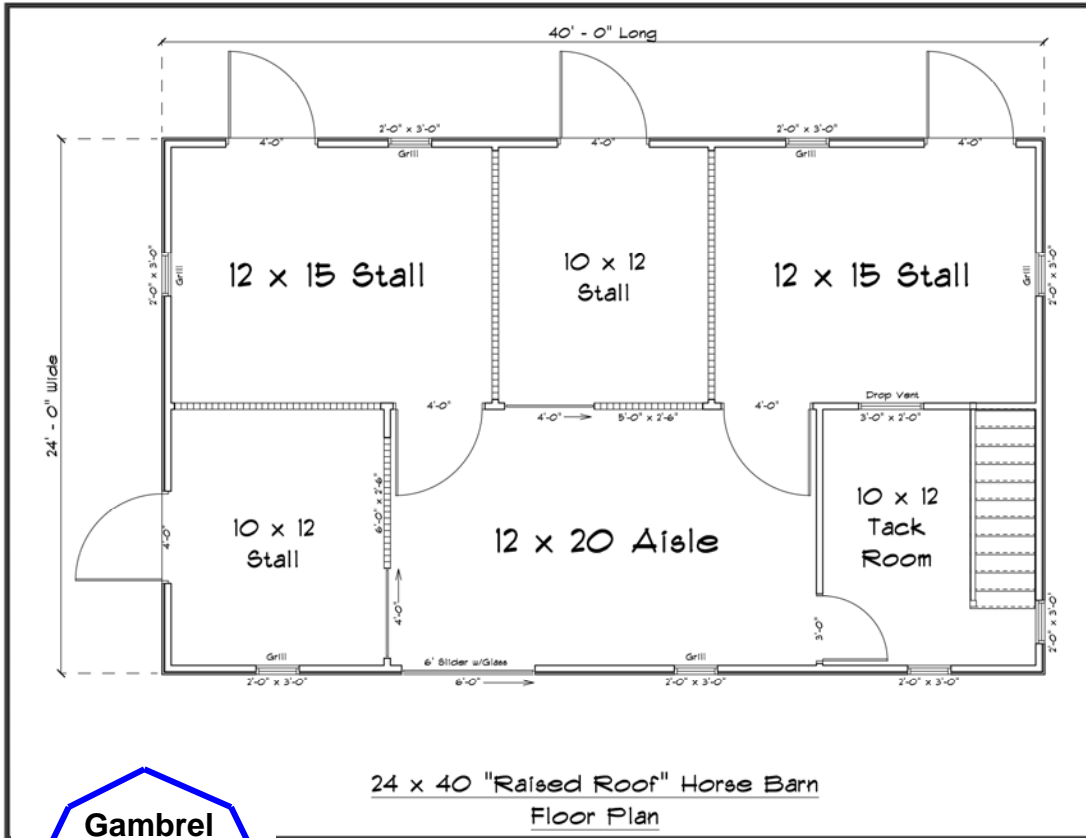 40' - 0" Long
2'-0" x 3'-0"
2'-0" x 3'-0"
4'-0"
Grill
4'-0"
Grill
4'-0"
24' - 0" Wide
2'-0" x 3'-0"
Grill
12 x 15 Stall
10 x 12
Stall
12 x 15 Stall
Grill
2'-0" x 3'-0"
4'-0"
4'-0"
5'-0" x 2'-6"
4'-0"
Drop Vent
3'-0" x 2'-0"
4'-0"
10 x 12
Stall
6'-0" x 2'-6"
4'-0"
12 x 20 Aisle
10 x 12
Tack
Room
3'-0"
2'-0" x 3'-0"
Grill
6' Slider w/Glass
Grill
2'-0" x 3'-0"
6'-0"
2'-0" x 3'-0"
2'-0" x 3'-0"
24 x 40 "Raised Roof" Horse Barn
Floor Plan
Gambrel